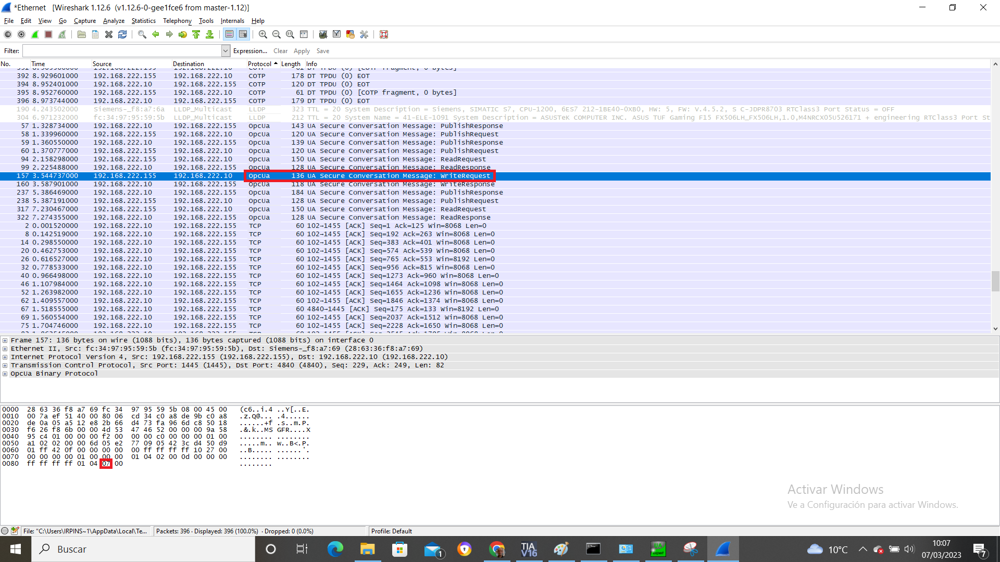 *Ethernet [Wireshark 1.12.6 (v1.12.6-0-gee1fce6 from master-1.12)]
File Edit View Go Capture Analyze Statistics Telephony Tools Internals Help
Filter: Expression... Clear Apply Save
No. Time Source Destination Protocol Length Info
392 8.929601000 192.168.222.155 192.168.222.10 COTP 178 DT TPDU (0) EOT
394 8.952401000 192.168.222.10 192.168.222.155 COTP 120 DT TPDU (0) EOT
395 8.952760000 192.168.222.155 192.168.222.10 COTP 61 DT TPDU (0) [COTP fragment, 0 bytes]
396 8.973744000 192.168.222.10 192.168.222.155 COTP 179 DT TPDU (0) EOT
190 4.243502000 Siemens-_f8:a7:6a LLDP_Multicast LLDP 323 TTL = 20 System Description = Siemens, SIMATIC S7, CPU-1200, 6ES7 212-1BE40-0XB0, HW: 5, FW: V.4.5.2, S C-JDPR8703 RTClass3 Port Status = OFF
304 6.971232000 fc:34:97:95:59:5b LLDP_Multicast LLDP 212 TTL = 20 System Name = 41-ELE-1091 System Description = ASUSTeK COMPUTER INC. ASUS TUF Gaming F15 FX506LH_FX506LH,1.0,M4NRCX05U526171 + engineering RTClass3 Port St
57 1.328734000 192.168.222.10 192.168.222.155 OpcUa 143 UA Secure Conversation Message: PublishResponse
58 1.339960000 192.168.222.155 192.168.222.10 OpcUa 120 UA Secure Conversation Message: PublishRequest
59 1.360550000 192.168.222.10 192.168.222.155 OpcUa 139 UA Secure Conversation Message: PublishResponse
60 1.370777000 192.168.222.155 192.168.222.10 OpcUa 120 UA Secure Conversation Message: PublishRequest
94 2.158298000 192.168.222.155 192.168.222.10 OpcUa 150 UA Secure Conversation Message: ReadRequest
99 2.225488000 192.168.222.10 192.168.222.155 OpcUa 128 UA Secure Conversation Message: ReadResponse
157 3.544737000 192.168.222.155 192.168.222.10 OpcUa 136 UA Secure Conversation Message: WriteRequest
160 3.587901000 192.168.222.10 192.168.222.155 OpcUa 118 UA Secure Conversation Message: WriteResponse
237 5.386469000 192.168.222.10 192.168.222.155 OpcUa 184 UA Secure Conversation Message: PublishResponse
238 5.387191000 192.168.222.155 192.168.222.10 OpcUa 128 UA Secure Conversation Message: PublishRequest
317 7.230467000 192.168.222.155 192.168.222.10 OpcUa 150 UA Secure Conversation Message: ReadRequest
322 7.274355000 192.168.222.10 192.168.222.155 OpcUa 128 UA Secure Conversation Message: ReadResponse
2 0.001520000 192.168.222.10 192.168.222.155 TCP 60 102→1455 [ACK] Seq=1 Ack=125 Win=8068 Len=0
8 0.142519000 192.168.222.10 192.168.222.155 TCP 60 102→1455 [ACK] Seq=192 Ack=263 Win=8068 Len=0
14 0.298550000 192.168.222.10 192.168.222.155 TCP 60 102→1455 [ACK] Seq=383 Ack=401 Win=8068 Len=0
20 0.462753000 192.168.222.10 192.168.222.155 TCP 60 102→1455 [ACK] Seq=574 Ack=539 Win=8068 Len=0
26 0.616527000 192.168.222.10 192.168.222.155 TCP 60 102→1455 [ACK] Seq=765 Ack=553 Win=8192 Len=0
32 0.778533000 192.168.222.10 192.168.222.155 TCP 60 102→1455 [ACK] Seq=956 Ack=815 Win=8068 Len=0
40 0.966498000 192.168.222.10 192.168.222.155 TCP 60 102→1455 [ACK] Seq=1273 Ack=960 Win=8068 Len=0
46 1.107984000 192.168.222.10 192.168.222.155 TCP 60 102→1455 [ACK] Seq=1464 Ack=1098 Win=8068 Len=0
52 1.263982000 192.168.222.10 192.168.222.155 TCP 60 102→1455 [ACK] Seq=1655 Ack=1236 Win=8068 Len=0
62 1.409557000 192.168.222.10 192.168.222.155 TCP 60 102→1455 [ACK] Seq=1846 Ack=1374 Win=8068 Len=0
67 1.518555000 192.168.222.10 192.168.222.155 TCP 60 4840→1445 [ACK] Seq=175 Ack=133 Win=8192 Len=0
69 1.560554000 192.168.222.10 192.168.222.155 TCP 60 102→1455 [ACK] Seq=2037 Ack=1512 Win=8068 Len=0
75 1.704746000 192.168.222.10 192.168.222.155 TCP 60 102→1455 [ACK] Seq=2228 Ack=1650 Win=8068 Len=0
Frame 157: 136 bytes on wire (1088 bits), 136 bytes captured (1088 bits) on interface 0
Ethernet II, Src: fc:34:97:95:59:5b (fc:34:97:95:59:5b), Dst: Siemens-_f8:a7:69 (28:63:36:f8:a7:69)
Internet Protocol Version 4, Src: 192.168.222.155 (192.168.222.155), Dst: 192.168.222.10 (192.168.222.10)
Transmission Control Protocol, Src Port: 1445 (1445), Dst Port: 4840 (4840), Seq: 229, Ack: 249, Len: 82
OpcUa Binary Protocol
0000 28 63 36 f8 a7 69 fc 34 97 95 59 5b 08 00 45 00 (c6..i.4 ..Y[..E.
0010 00 7a ef 51 40 00 80 06 cd 34 c0 a8 de 9b c0 a8 .z.Q@... .4......
0020 de 0a 05 a5 12 e8 2b 66 d4 73 fa 96 6d c8 50 18 ......+f .s..m.P.
0030 f6 26 f8 6b 00 00 4d 53 47 46 52 00 00 00 9a 58 .&.k..MS GFR....X
0040 95 c4 01 00 00 00 f2 00 00 00 c0 00 00 00 01 00 ........ ........
0050 a1 02 02 00 00 6d 05 e2 77 09 05 42 3c d4 50 d9 .....m.. w..B<.P.
0060 01 ff 42 0f 00 00 00 00 00 ff ff ff ff 10 27 00 ..B..... ......'.
0070 00 00 00 00 01 00 00 00 01 04 02 00 0d 00 00 00 ........ ........
0080 ff ff ff ff 01 04 07 00 ........
Activar Windows
Ve a Configuración para activar Windows.
File: "C:\Users\IRPINS~1\AppData\Local\Te... Packets: 396 · Displayed: 396 (100.0%) · Dropped: 0 (0.0%) Profile: Default
Buscar
1
TIA V16
10°C
10:07
07/03/2023
7